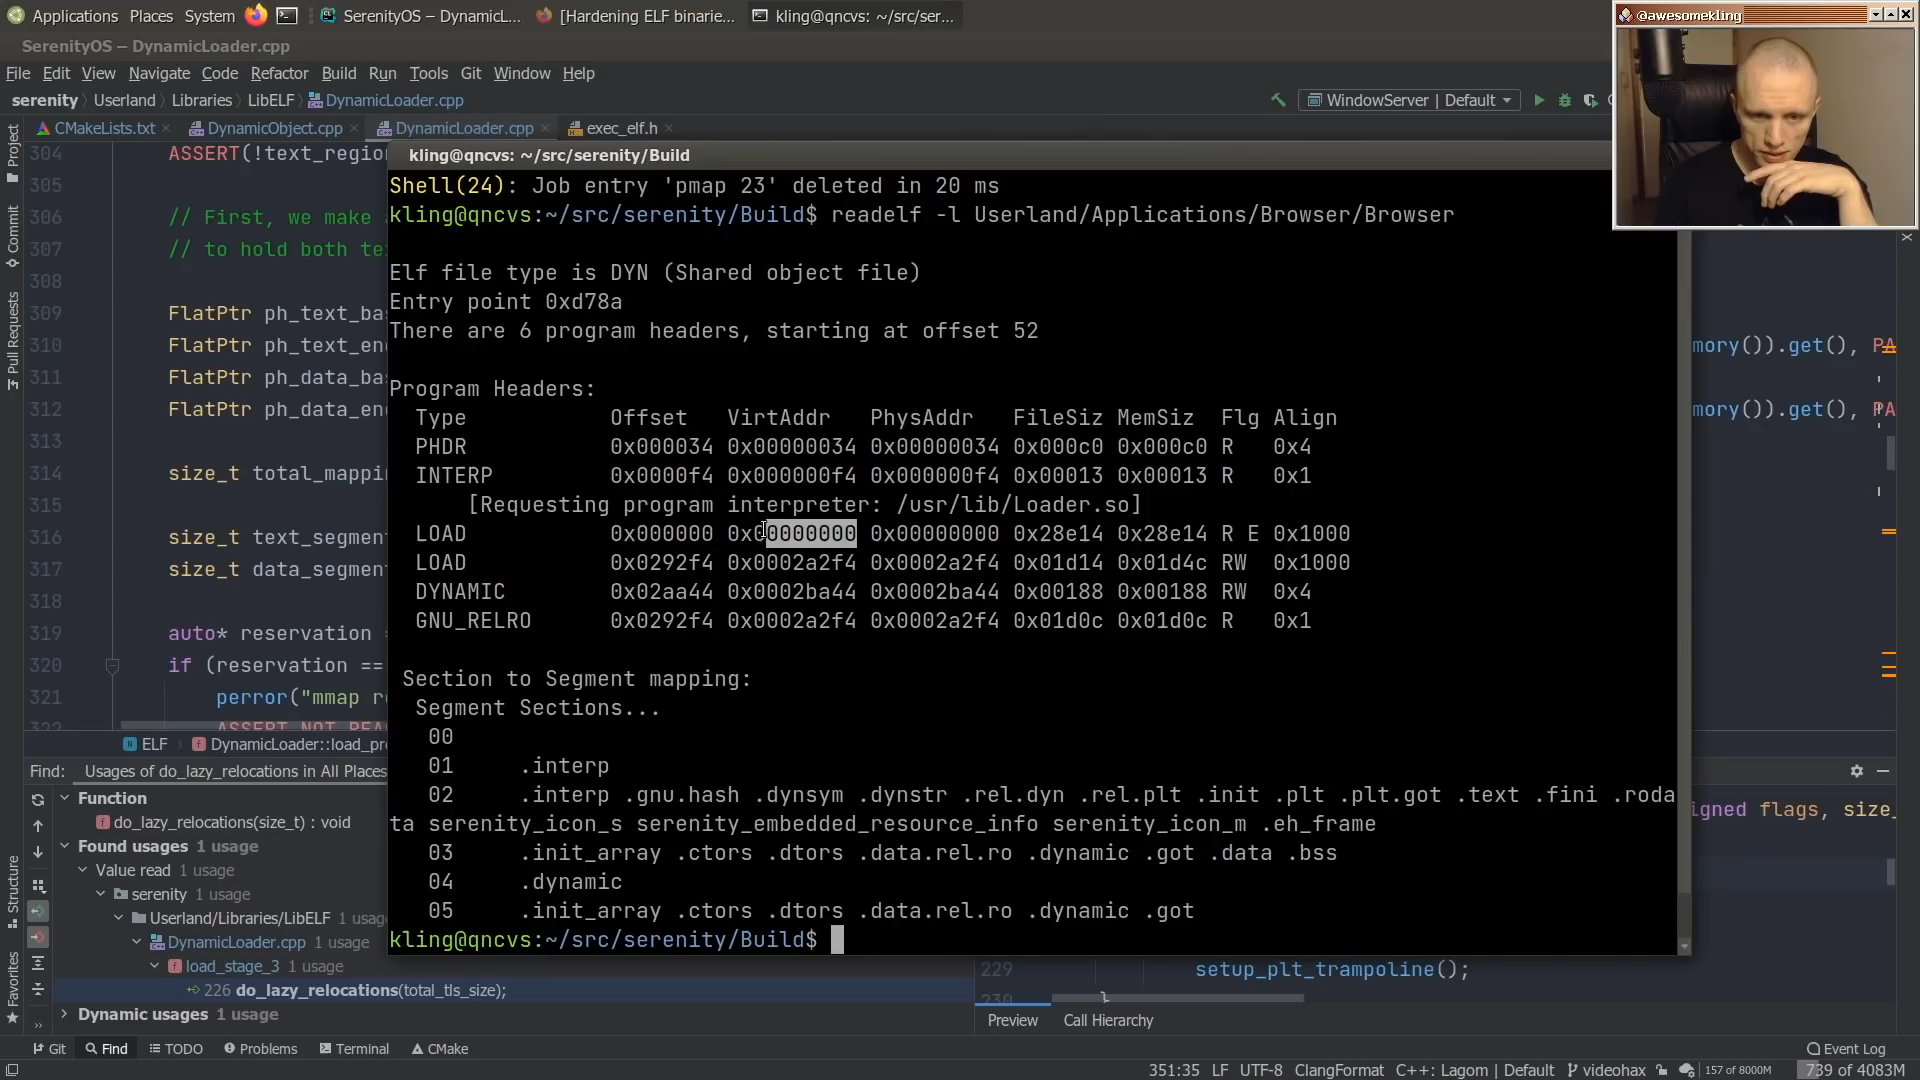 Applications Places System SerenityOS – DynamicL... [Hardening ELF binarie... kling@qncvs: ~/src/ser...
@awesomekling
SerenityOS – DynamicLoader.cpp
File Edit View Navigate Code Refactor Build Run Tools Git Window Help
serenity Userland Libraries LibELF DynamicLoader.cpp WindowServer | Default
CMakeLists.txt DynamicObject.cpp DynamicLoader.cpp exec_elf.h
Project
Commit
Pull Requests
Structure
Favorites
304 ASSERT(!text_regio
305
306 // First, we make
307 // to hold both te
308
309 FlatPtr ph_text_ba
310 FlatPtr ph_text_en
311 FlatPtr ph_data_ba
312 FlatPtr ph_data_en
313
314 size_t total_mappi
315
316 size_t text_segmen
317 size_t data_segmen
318
319 auto* reservation
320 if (reservation ==
321 perror("mmap r
322 ASSERT_NOT_REA
mory()).get(), PA
mory()).get(), PA
kling@qncvs: ~/src/serenity/Build
Shell(24): Job entry 'pmap 23' deleted in 20 ms
kling@qncvs:~/src/serenity/Build$ readelf -l Userland/Applications/Browser/Browser
Elf file type is DYN (Shared object file)
Entry point 0xd78a
There are 6 program headers, starting at offset 52
Program Headers:
Type Offset VirtAddr PhysAddr FileSiz MemSiz Flg Align
PHDR 0x000034 0x00000034 0x00000034 0x000c0 0x000c0 R 0x4
INTERP 0x0000f4 0x000000f4 0x000000f4 0x00013 0x00013 R 0x1
[Requesting program interpreter: /usr/lib/Loader.so]
LOAD 0x000000 0x00000000 0x00000000 0x28e14 0x28e14 R E 0x1000
LOAD 0x0292f4 0x0002a2f4 0x0002a2f4 0x01d14 0x01d4c RW 0x1000
DYNAMIC 0x02aa44 0x0002ba44 0x0002ba44 0x00188 0x00188 RW 0x4
GNU_RELRO 0x0292f4 0x0002a2f4 0x0002a2f4 0x01d0c 0x01d0c R 0x1
Section to Segment mapping:
Segment Sections...
00
01 .interp
02 .interp .gnu.hash .dynsym .dynstr .rel.dyn .rel.plt .init .plt .plt.got .text .fini .roda
ta serenity_icon_s serenity_embedded_resource_info serenity_icon_m .eh_frame
03 .init_array .ctors .dtors .data.rel.ro .dynamic .got .data .bss
04 .dynamic
05 .init_array .ctors .dtors .data.rel.ro .dynamic .got
kling@qncvs:~/src/serenity/Build$
ELF DynamicLoader::load_pr
Find: Usages of do_lazy_relocations in All Places
Function
do_lazy_relocations(size_t) : void
Found usages 1 usage
Value read 1 usage
serenity 1 usage
Userland/Libraries/LibELF 1 usa
DynamicLoader.cpp 1 usage
load_stage_3 1 usage
226 do_lazy_relocations(total_tls_size);
Dynamic usages 1 usage
igned flags, size_
229 setup_plt_trampoline();
230 }
Preview Call Hierarchy
Git Find TODO Problems Terminal CMake Event Log
351:35 LF UTF-8 ClangFormat C++: Lagom | Default videohax 157 of 8000M 739 of 4083M